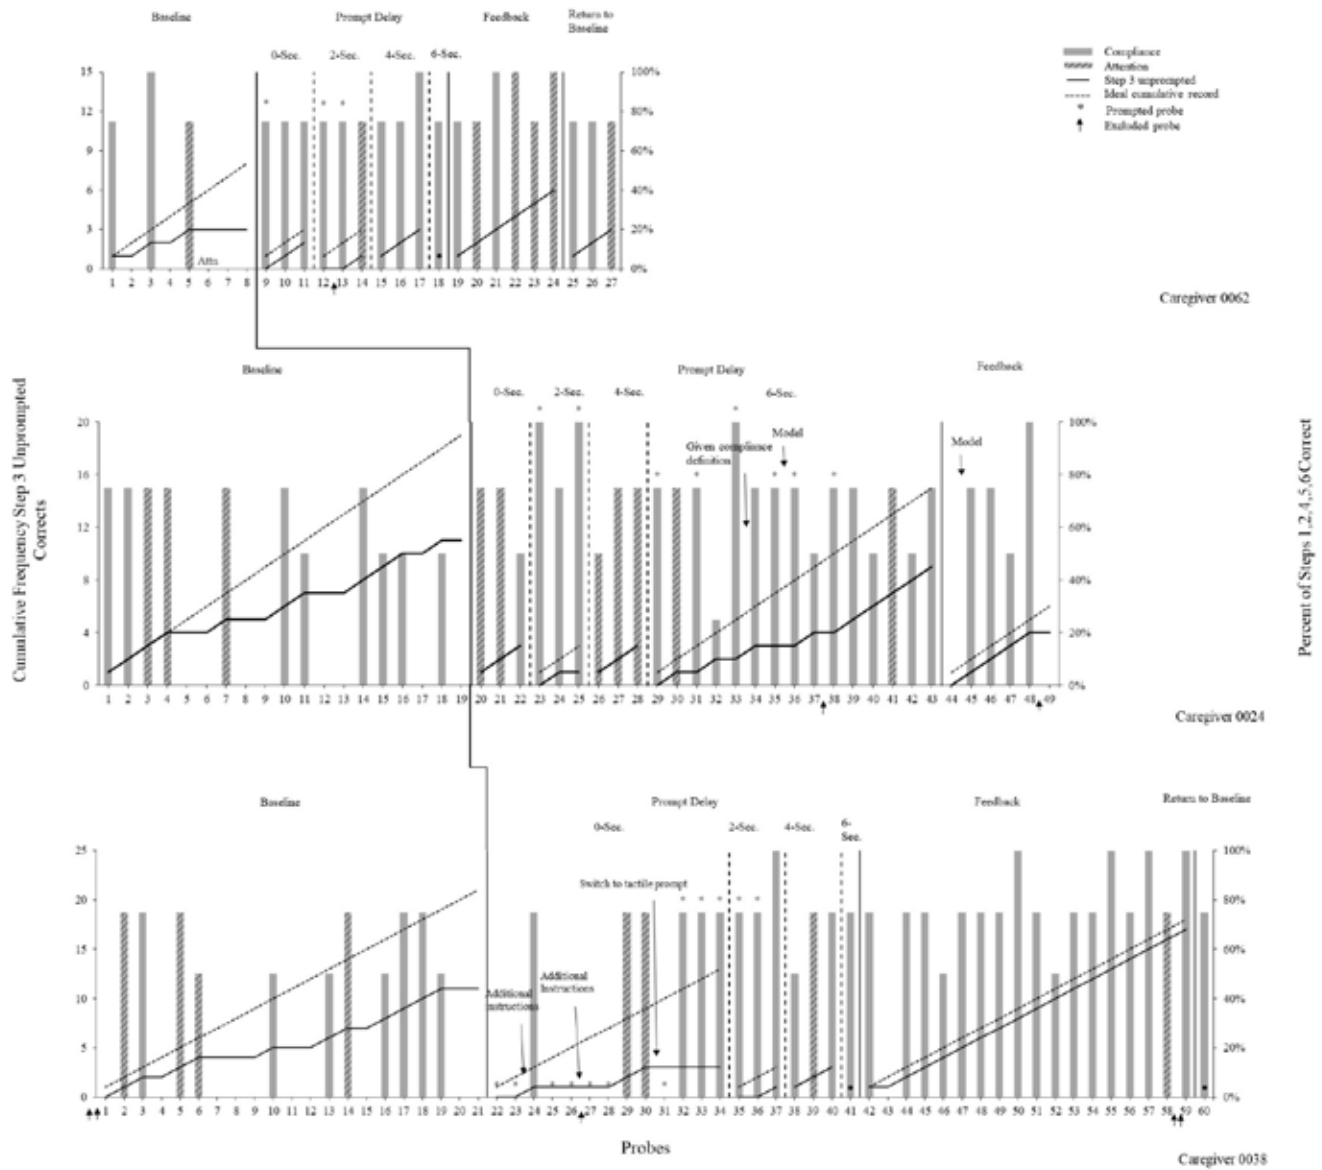 Baseline
Prompt Delay
Feedback
Return to
Baseline
0-Sec.
2-Sec.
4-Sec.
6-Sec.
Compliance
Attention
Step 3 unprompted
Ideal cumulative record
* Prompted probe
Excluded probe
15
12
9
6
3
0
100%
80%
60%
40%
20%
0%
Attn
1 2 3 4 5 6 7 8 9 10 11 12 13 14 15 16 17 18 19 20 21 22 23 24 25 26 27
Caregiver 0062
Baseline
Prompt Delay
Feedback
0-Sec.
2-Sec.
4-Sec.
6-Sec.
Given compliance
definition
Model
Model
20
16
12
8
4
0
100%
80%
60%
40%
20%
0%
1 2 3 4 5 6 7 8 9 10 11 12 13 14 15 16 17 18 19 20 21 22 23 24 25 26 27 28 29 30 31 32 33 34 35 36 37 38 39 40 41 42 43 44 45 46 47 48 49
Cumulative Frequency Step 3 Unprompted
Corrects
Percent of Steps 1,2,4,5,6 Correct
Caregiver 0024
Baseline
Prompt Delay
Feedback
Return to Baseline
0-Sec.
2-Sec.
4-Sec.
6-
Sec.
Switch to tactile prompt
Additional
instructions
Additional
Instructions
25
20
15
10
5
0
100%
80%
60%
40%
20%
0%
1 2 3 4 5 6 7 8 9 10 11 12 13 14 15 16 17 18 19 20 21 22 23 24 25 26 27 28 29 30 31 32 33 34 35 36 37 38 39 40 41 42 43 44 45 46 47 48 49 50 51 52 53 54 55 56 57 58 59 60
Probes
Caregiver 0038